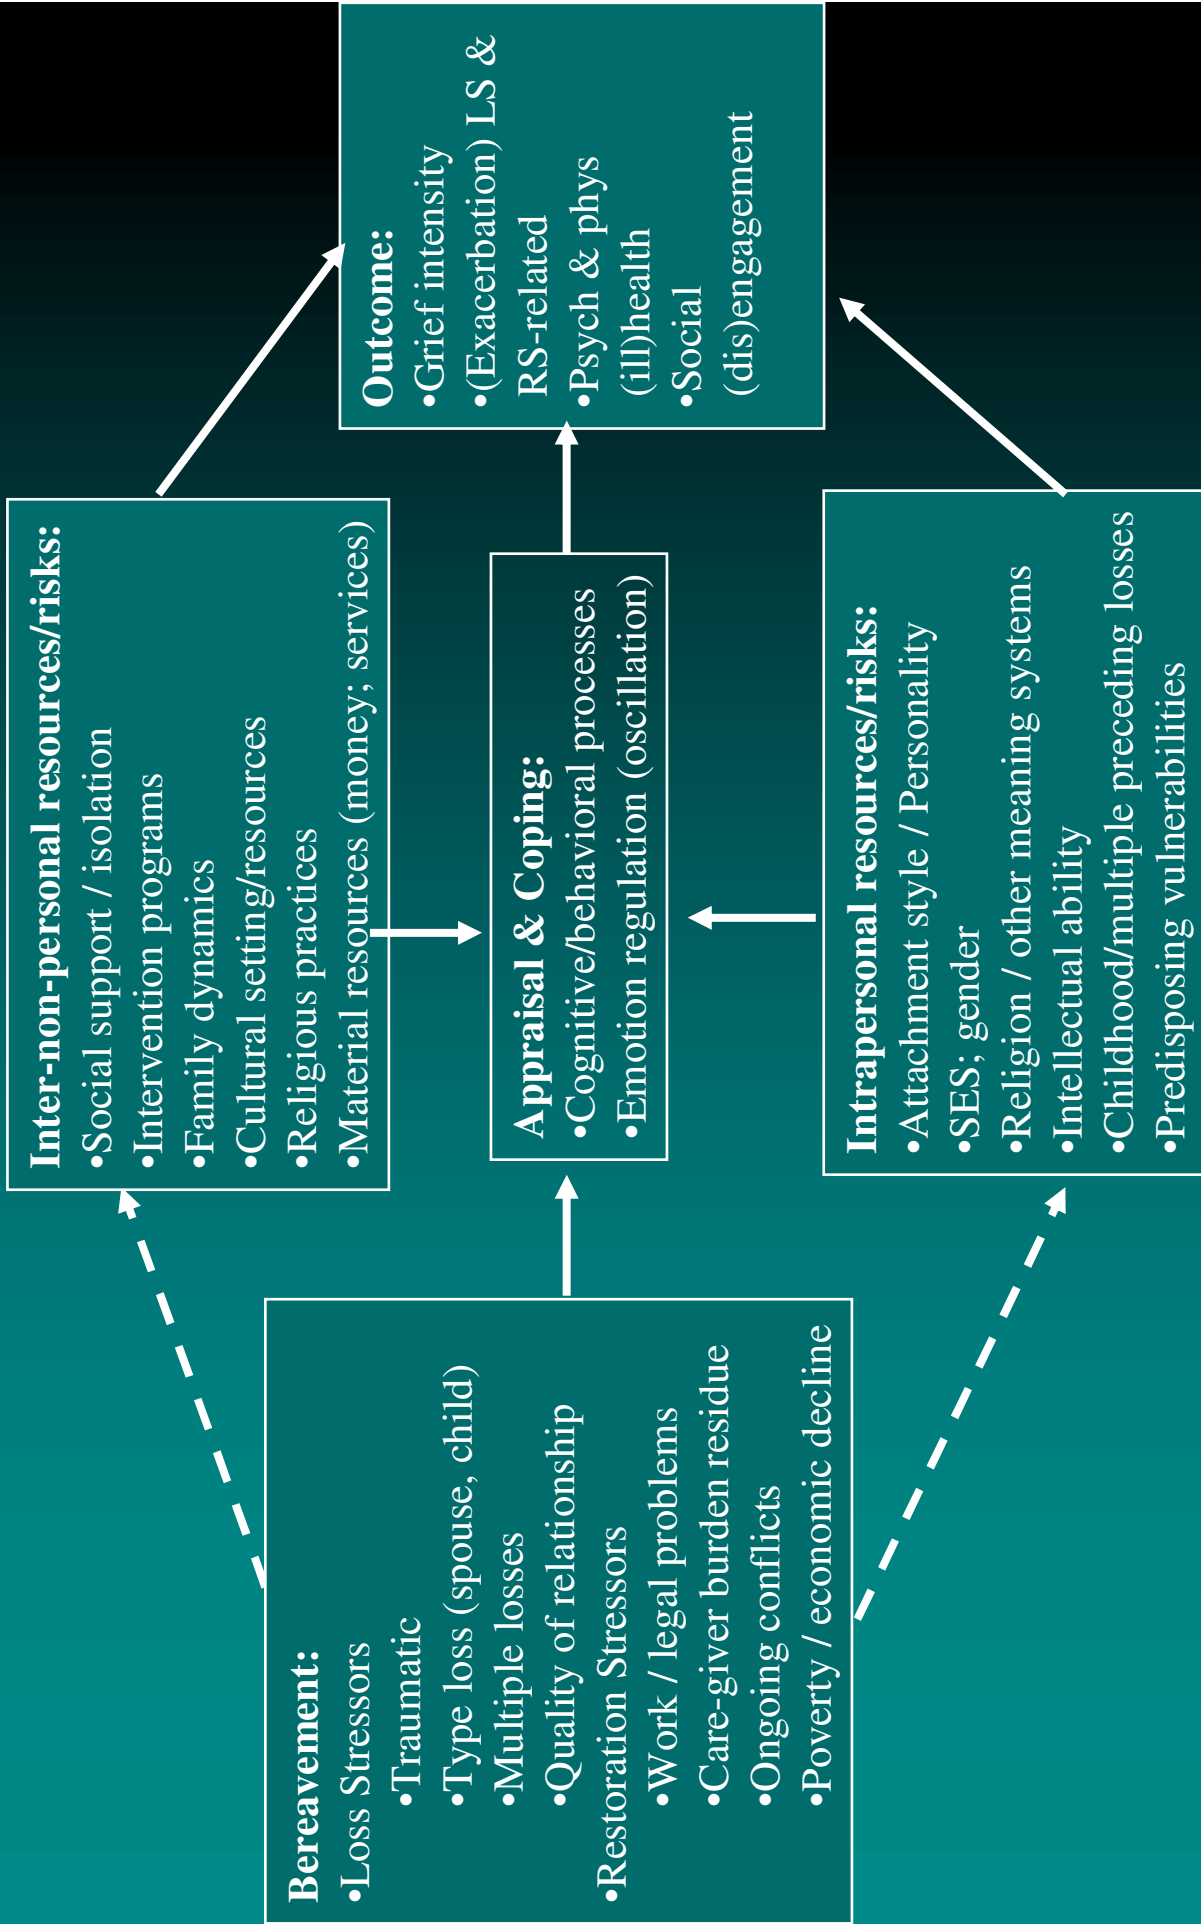 Bereavement:
•Loss Stressors
•Traumatic
•Type loss (spouse, child)
•Multiple losses
•Quality of relationship
•Restoration Stressors
•Work / legal problems
•Care-giver burden residue
•Ongoing conflicts
•Poverty / economic decline
Inter-non-personal resources/risks:
•Social support / isolation
•Intervention programs
•Family dynamics
•Cultural setting/resources
•Religious practices
•Material resources (money; services)
Appraisal & Coping:
•Cognitive/behavioral processes
•Emotion regulation (oscillation)
Intrapersonal resources/risks:
•Attachment style / Personality
•SES; gender
•Religion / other meaning systems
•Intellectual ability
•Childhood/multiple preceding losses
•Predisposing vulnerabilities
Outcome:
•Grief intensity
•(Exacerbation) LS &
RS-related
•Psych & phys
(ill)health
•Social
(dis)engagement